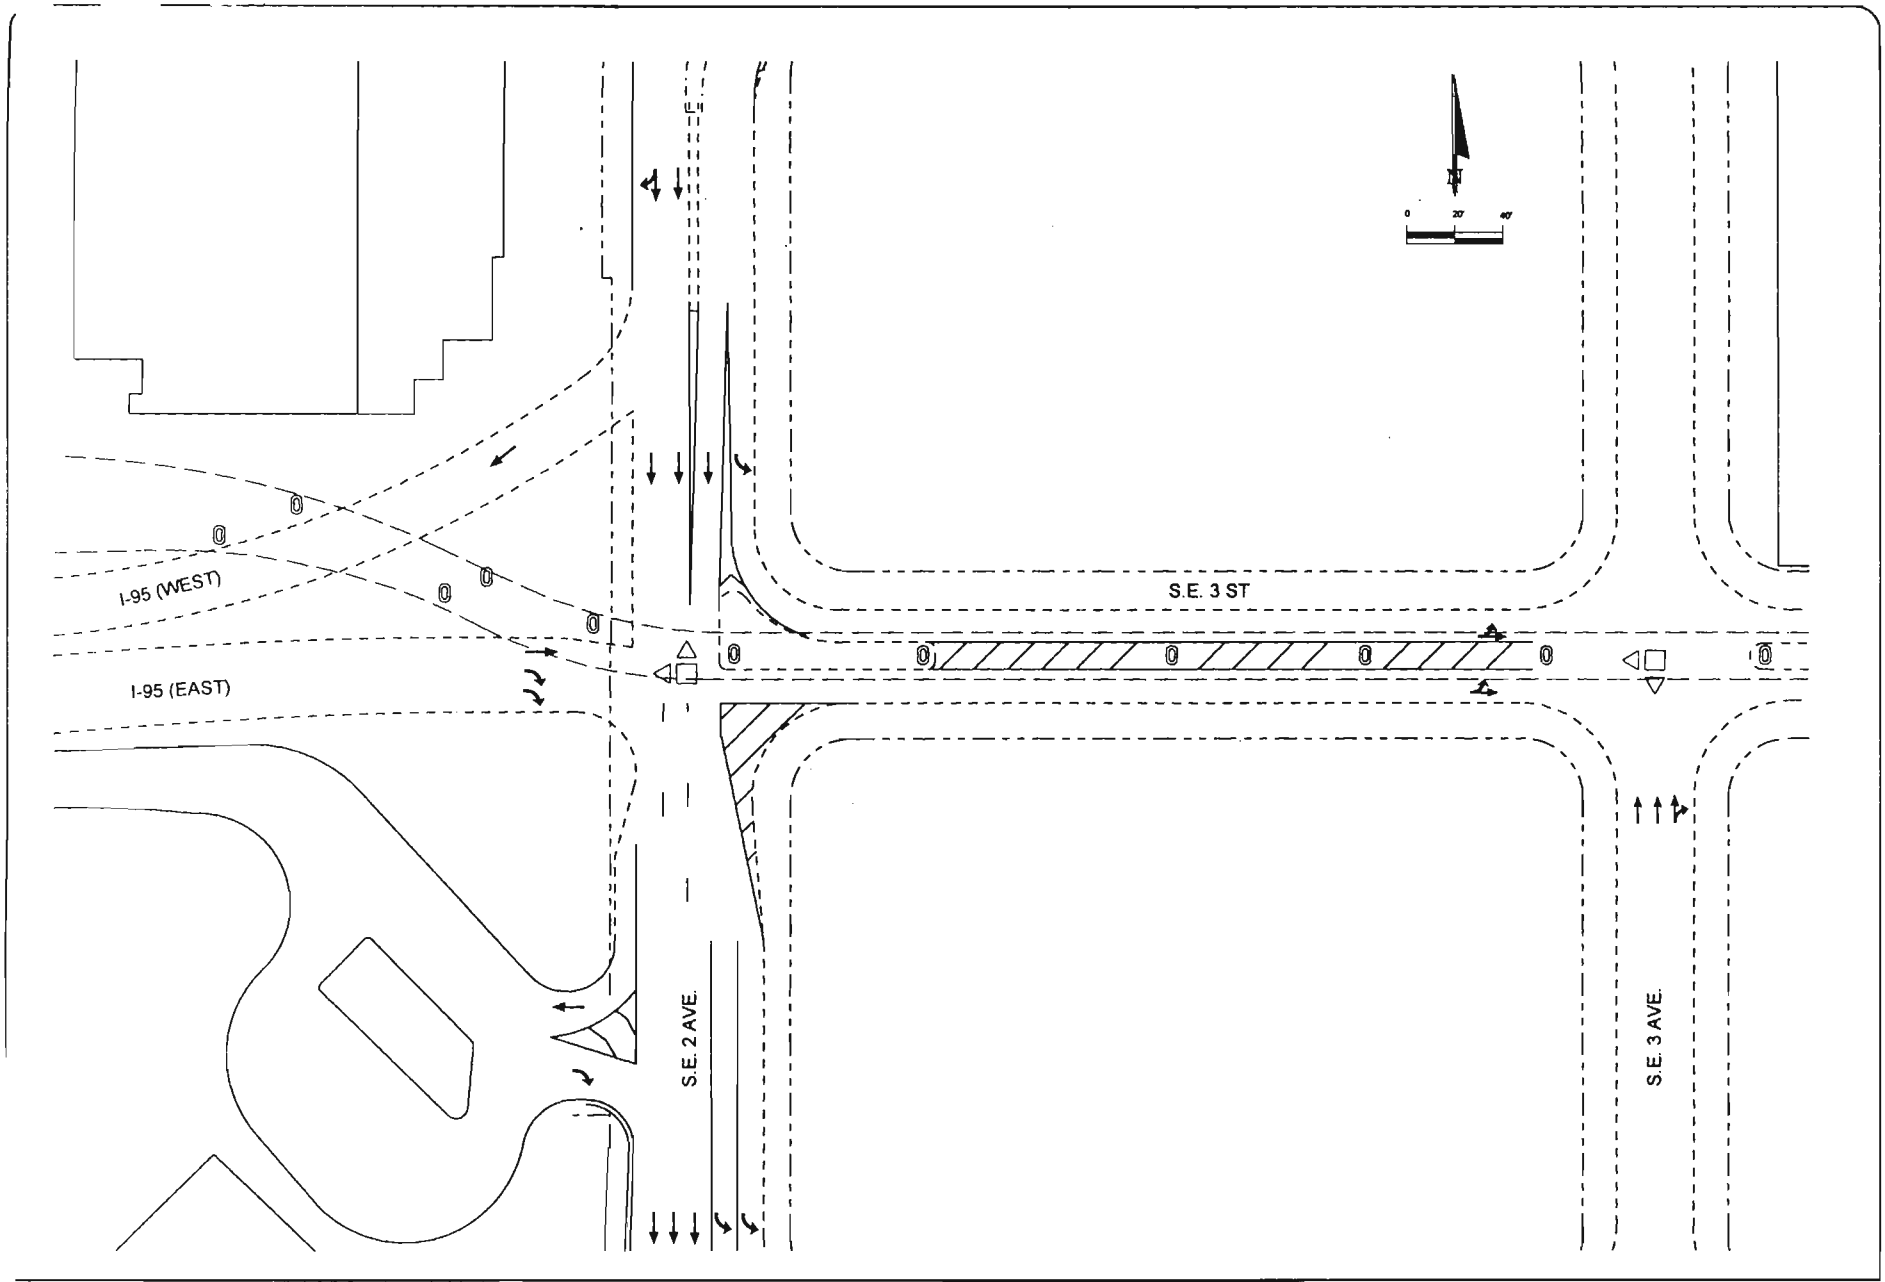 N
0 20' 40'
S.E. 3 ST
I-95 (WEST)
I-95 (EAST)
S.E. 2 AVE.
S.E. 3 AVE.